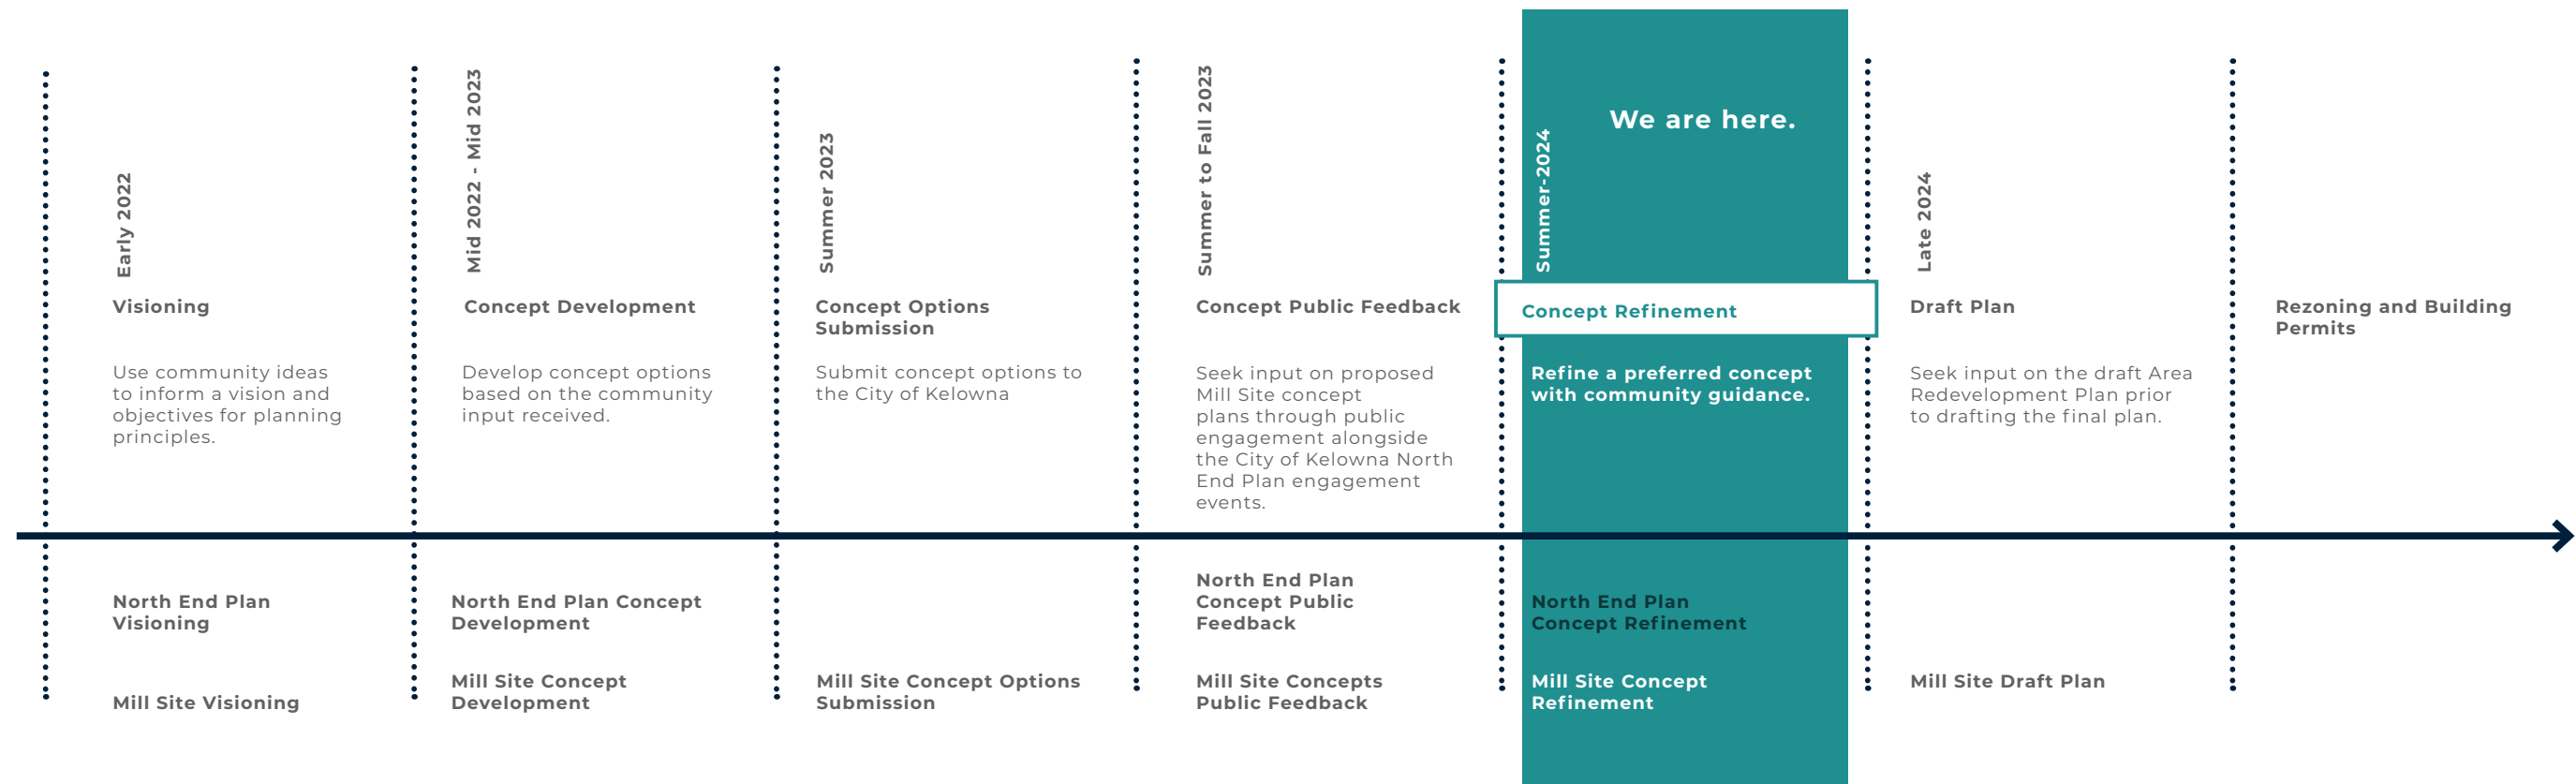 Early 2022
Visioning
Use community ideas
to inform a vision and
objectives for planning
principles.
North End Plan
Visioning
Mill Site Visioning
Mid 2022 - Mid 2023
Concept Development
Develop concept options
based on the community
input received.
North End Plan Concept
Development
Mill Site Concept
Development
Summer 2023
Concept Options
Submission
Submit concept options to
the City of Kelowna
Mill Site Concept Options
Submission
Summer to Fall 2023
Concept Public Feedback
Seek input on proposed
Mill Site concept
plans through public
engagement alongside
the City of Kelowna North
End Plan engagement
events.
North End Plan
Concept Public
Feedback
Mill Site Concepts
Public Feedback
We are here.
Summer-2024
Concept Refinement
Refine a preferred concept
with community guidance.
North End Plan
Concept Refinement
Mill Site Concept
Refinement
Late 2024
Draft Plan
Seek input on the draft Area
Redevelopment Plan prior
to drafting the final plan.
Mill Site Draft Plan
Rezoning and Building
Permits